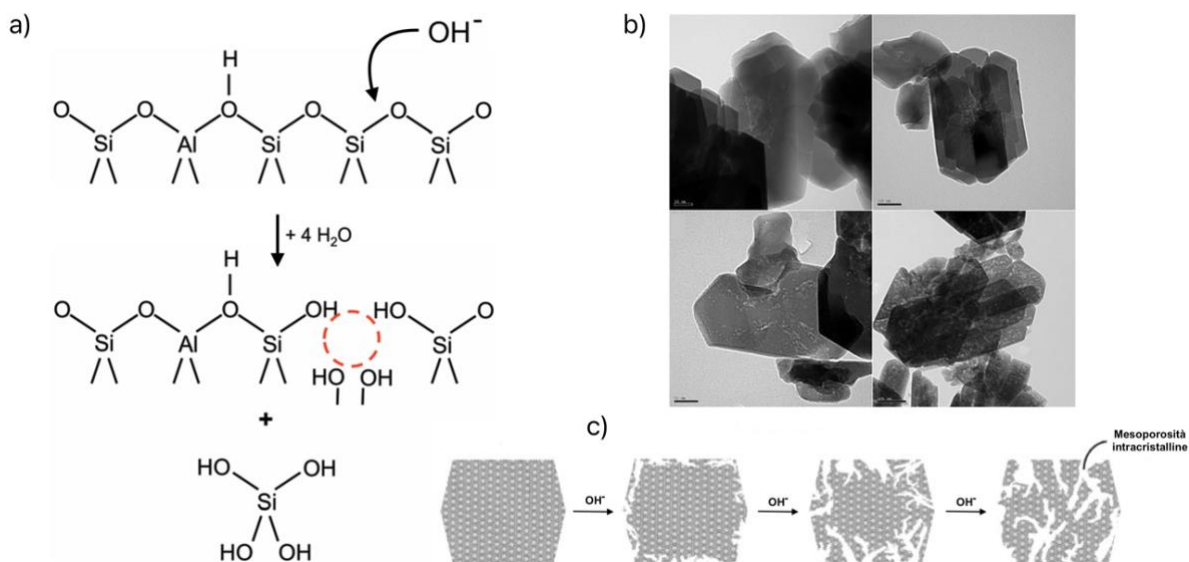 a)
OH⁻
H
O O O O O
Si Al Si Si Si
+ 4 H₂O
H
O O O OH HO O
Si Al Si Si
HO OH
+
HO OH
Si
HO OH
b)
c)
Mesoporosità
intracristalline
OH⁻ OH⁻ OH⁻